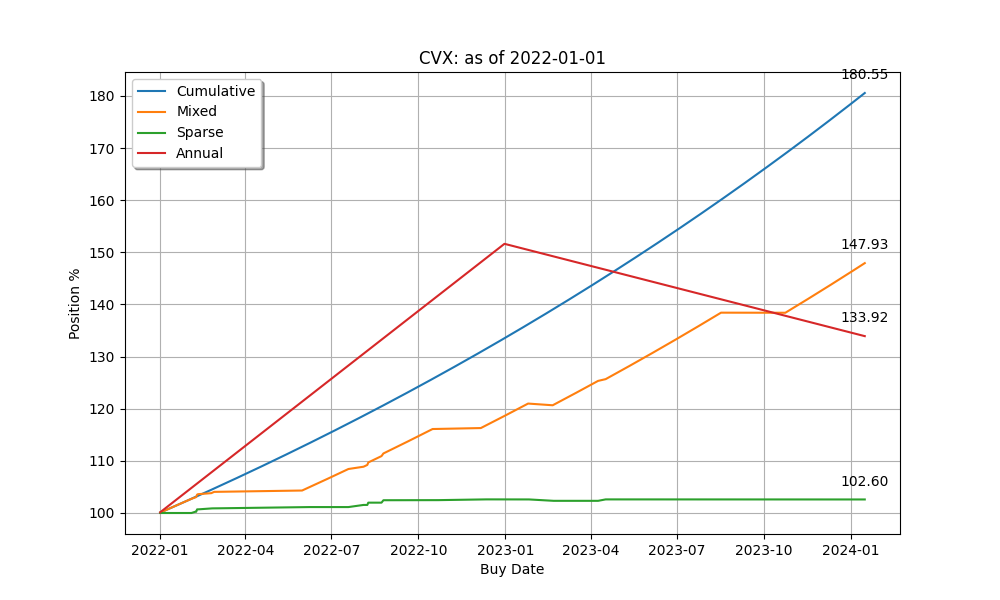 CVX: as of 2022-01-01
180.55
Cumulative
Mixed
Sparse
Annual
180
170
160
150
140
130
120
110
100
Position %
147.93
133.92
102.60
2022-01 2022-04 2022-07 2022-10 2023-01 2023-04 2023-07 2023-10 2024-01
Buy Date